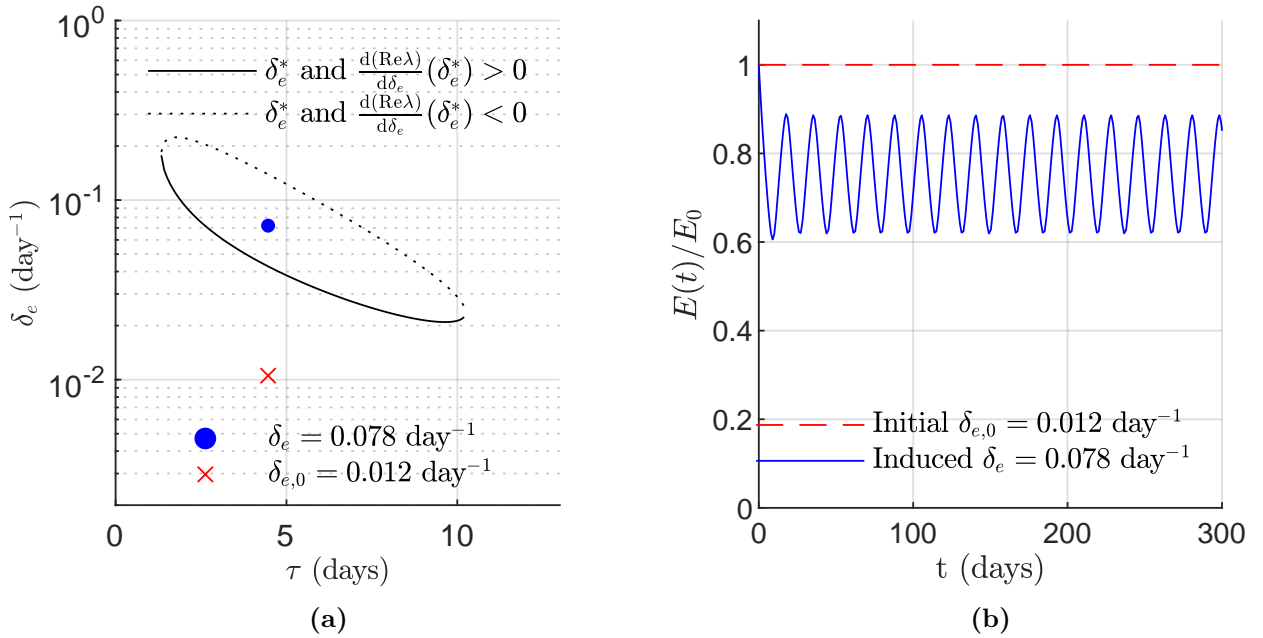 10^0
δ_e^* and d(Reλ)/dδ_e (δ_e^*) > 0
δ_e^* and d(Reλ)/dδ_e (δ_e^*) < 0
10^-1
δ_e (day^−1)
10^-2
δ_e = 0.078 day^−1
δ_{e,0} = 0.012 day^−1
0 5 10
τ (days)
(a)
1
0.8
0.6
E(t)/E_0
0.4
0.2
Initial δ_{e,0} = 0.012 day^−1
Induced δ_e = 0.078 day^−1
0
0 100 200 300
t (days)
(b)